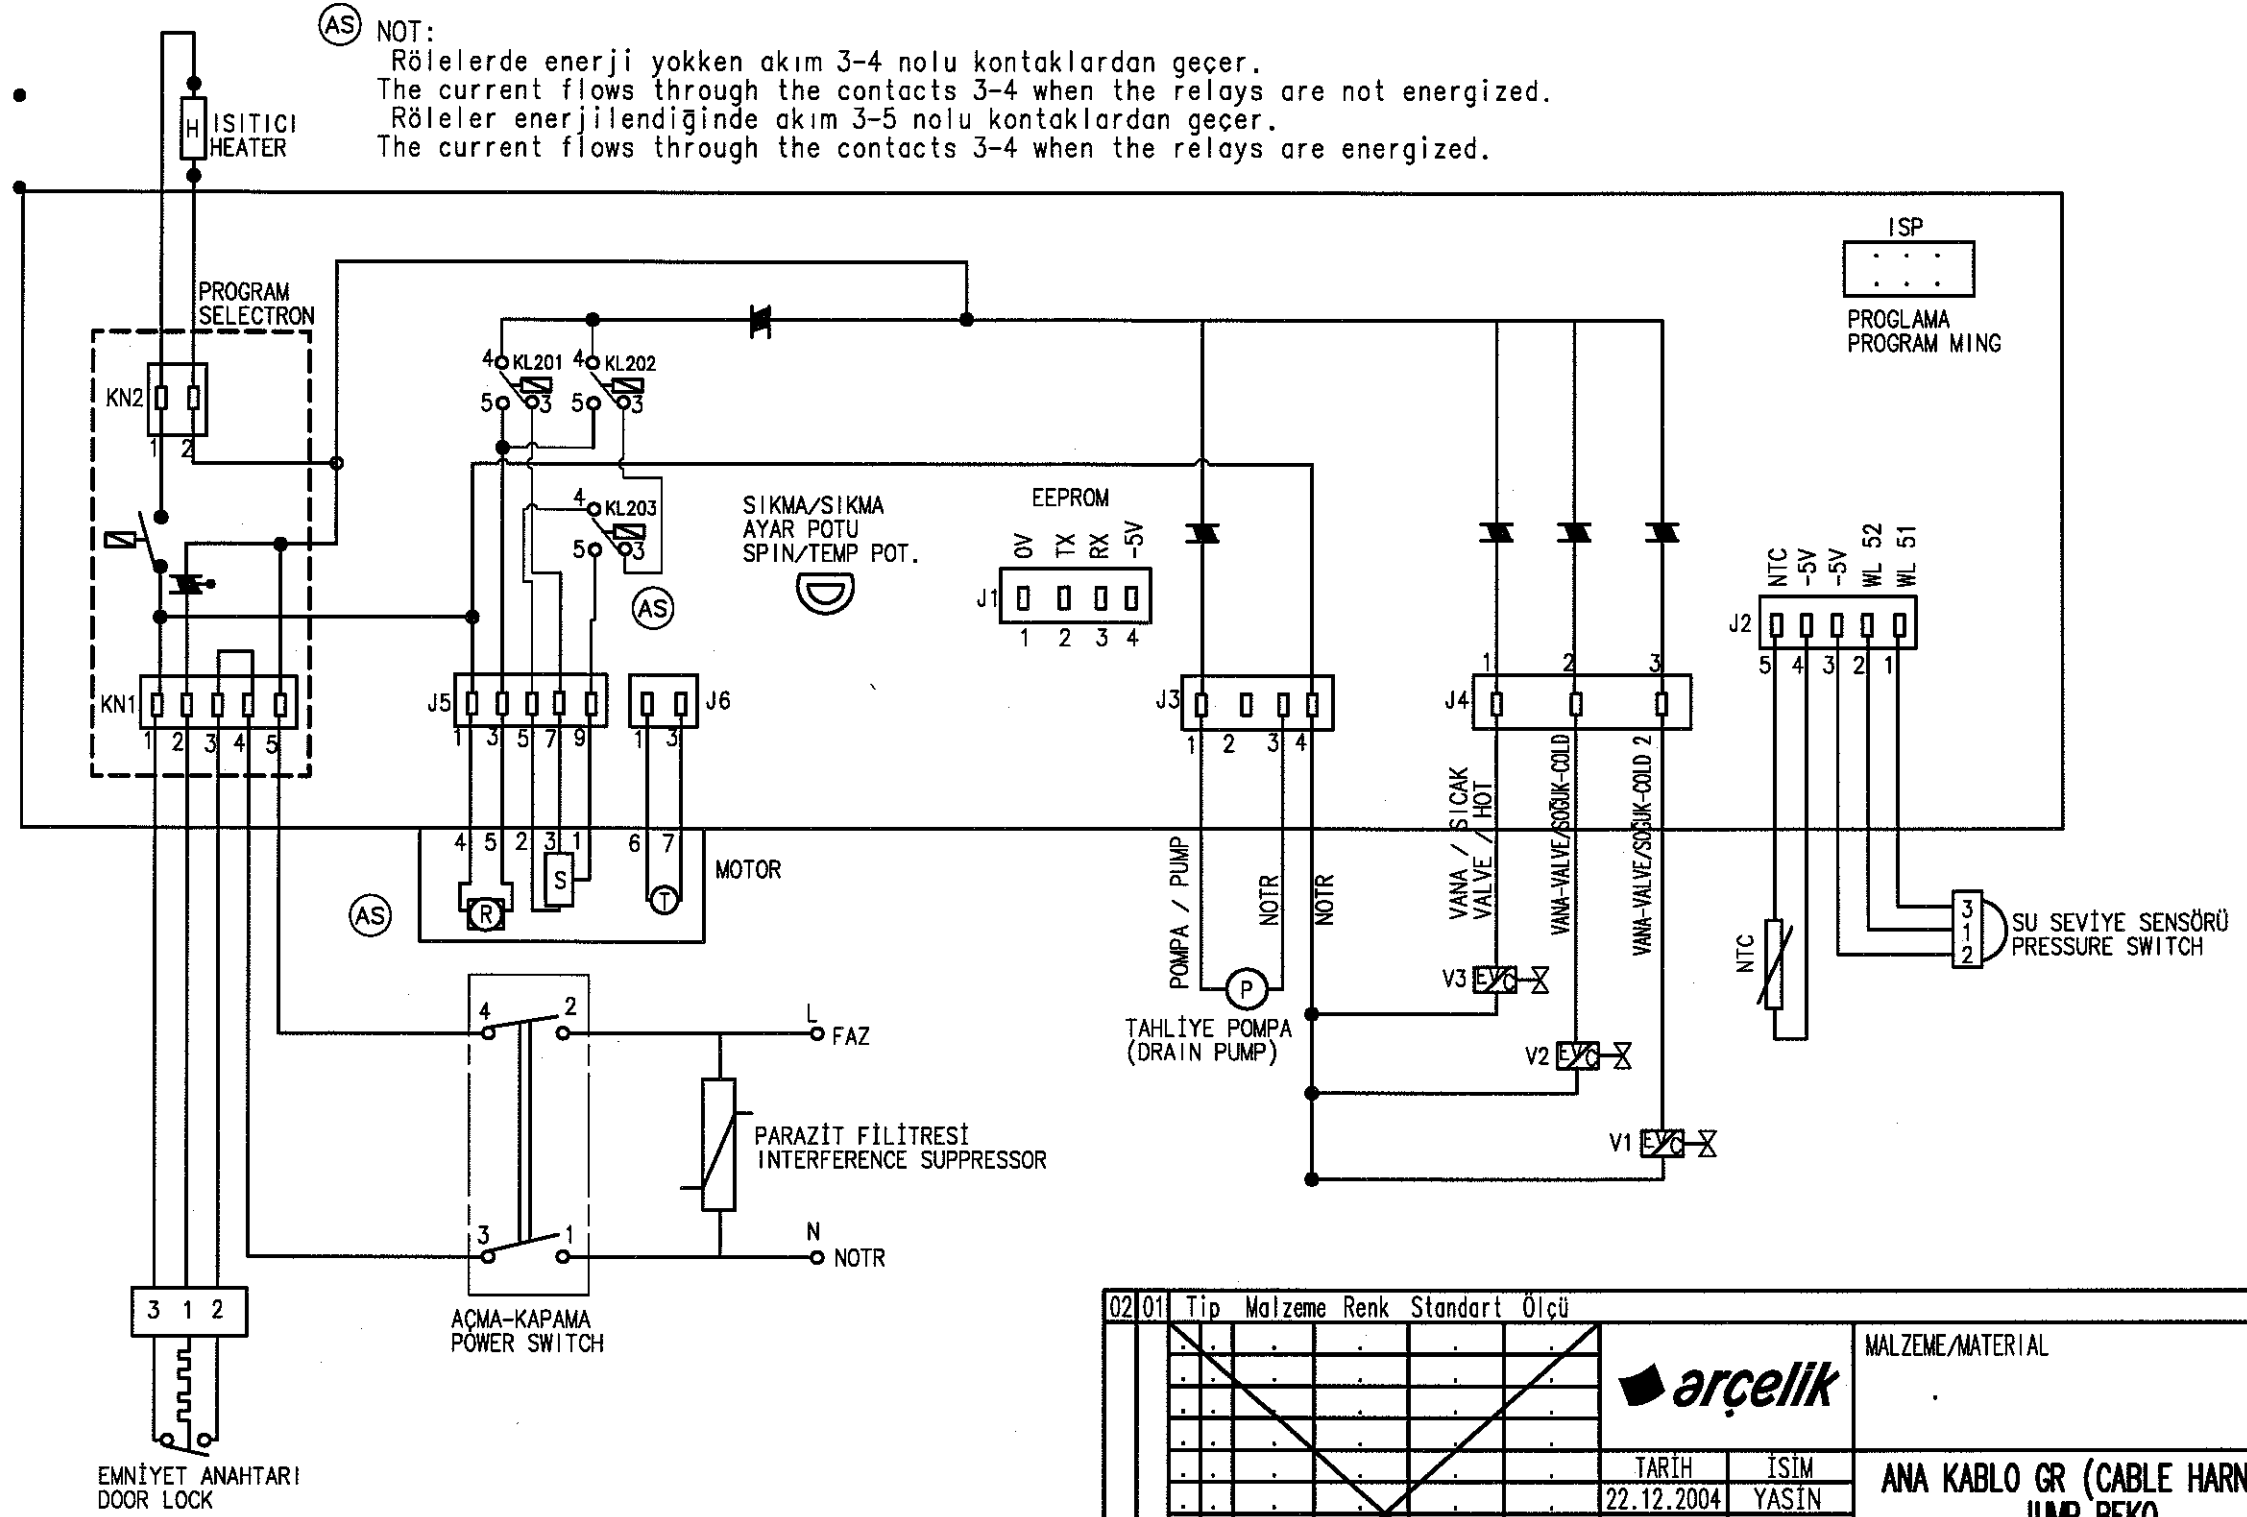 AS
NOT:
Rölelerde enerji yokken akım 3-4 nolu kontaklardan geçer.
The current flows through the contacts 3-4 when the relays are not energized.
Röleler enerjilendiğinde akım 3-5 nolu kontaklardan geçer.
The current flows through the contacts 3-4 when the relays are energized.
H
ISITICI
HEATER
ISP
PROGLAMA
PROGRAM MING
PROGRAM
SELECTRON
KN2
1 2
4 KL201
5 3
4 KL202
5 3
4 KL203
5 3
AS
SIKMA/SIKMA
AYAR POTU
SPIN/TEMP POT.
EEPROM
0V TX RX -5V
J1
1 2 3 4
NTC -5V -5V WL 52 WL 51
J2
5 4 3 2 1
KN1
1 2 3 4 5
J5
1 3 5 7 9
J6
1 3
J3
1 2 3 4
J4
1 2 3
4 5 2 3 1 6 7
MOTOR
R
S
T
AS
POMPA / PUMP
NOTR
NOTR
VANA / SICAK
VALVE / HOT
VANA-VALVE/SOĞUK-COLD
VANA-VALVE/SOĞUK-COLD 2
P
TAHLİYE POMPA
(DRAIN PUMP)
V3 EVC
V2 EVC
V1 EVC
NTC
3
1
2
SU SEVİYE SENSÖRÜ
PRESSURE SWITCH
4 2
L
FAZ
PARAZİT FİLİTRESİ
INTERFERENCE SUPPRESSOR
3 1
N
NOTR
AÇMA-KAPAMA
POWER SWITCH
3 1 2
EMNİYET ANAHTARI
DOOR LOCK
02 01 Tip Malzeme Renk Standart Ölçü
arçelik
MALZEME/MATERIAL
TARİH İSİM
22.12.2004 YASİN
ANA KABLO GR (CABLE HARN
JUMP BEKO